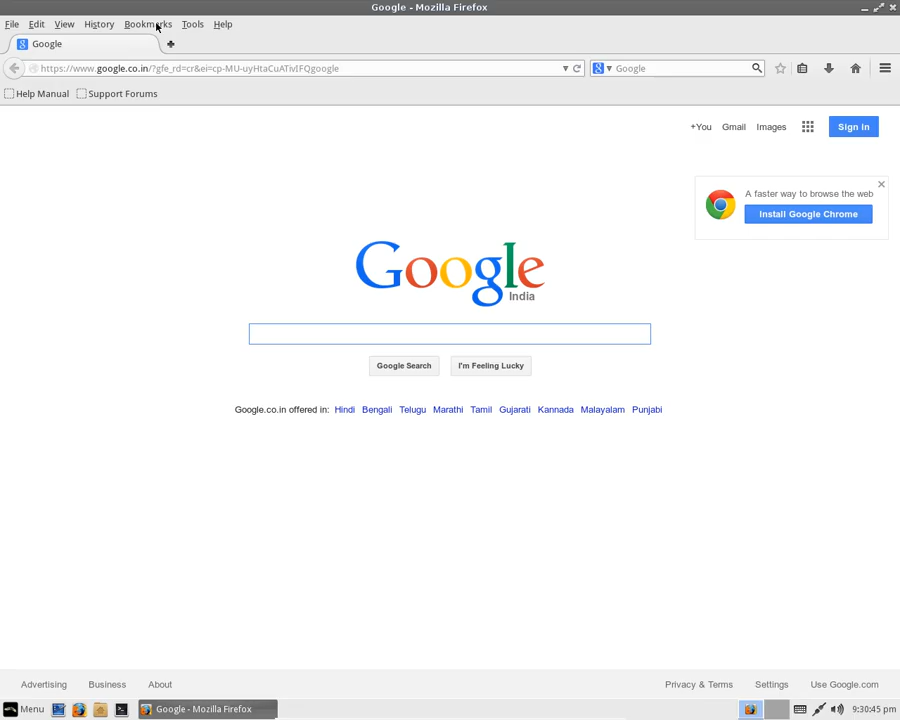 Google - Mozilla Firefox
File Edit View History Bookmarks Tools Help
Google
https://www.google.co.in/?gfe_rd=cr&ei=cp-MU-uyHtaCuATivIFQgoogle
Google
Help Manual Support Forums
+You Gmail Images Sign in
A faster way to browse the web
Install Google Chrome
Google
India
Google Search I'm Feeling Lucky
Google.co.in offered in: Hindi Bengali Telugu Marathi Tamil Gujarati Kannada Malayalam Punjabi
Advertising Business About Privacy & Terms Settings Use Google.com
Menu Google - Mozilla Firefox 9:30:45 pm